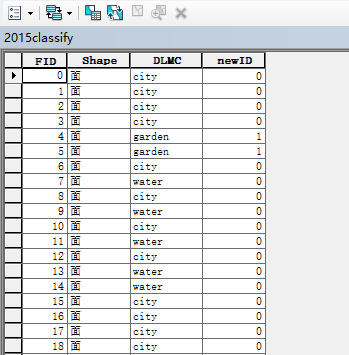 2015classify
FID Shape DLMC newID
0 面 city 0
1 面 city 0
2 面 city 0
3 面 city 0
4 面 garden 1
5 面 garden 1
6 面 city 0
7 面 water 0
8 面 city 0
9 面 water 0
10 面 city 0
11 面 water 0
12 面 city 0
13 面 water 0
14 面 water 0
15 面 city 0
16 面 city 0
17 面 city 0
18 面 city 0